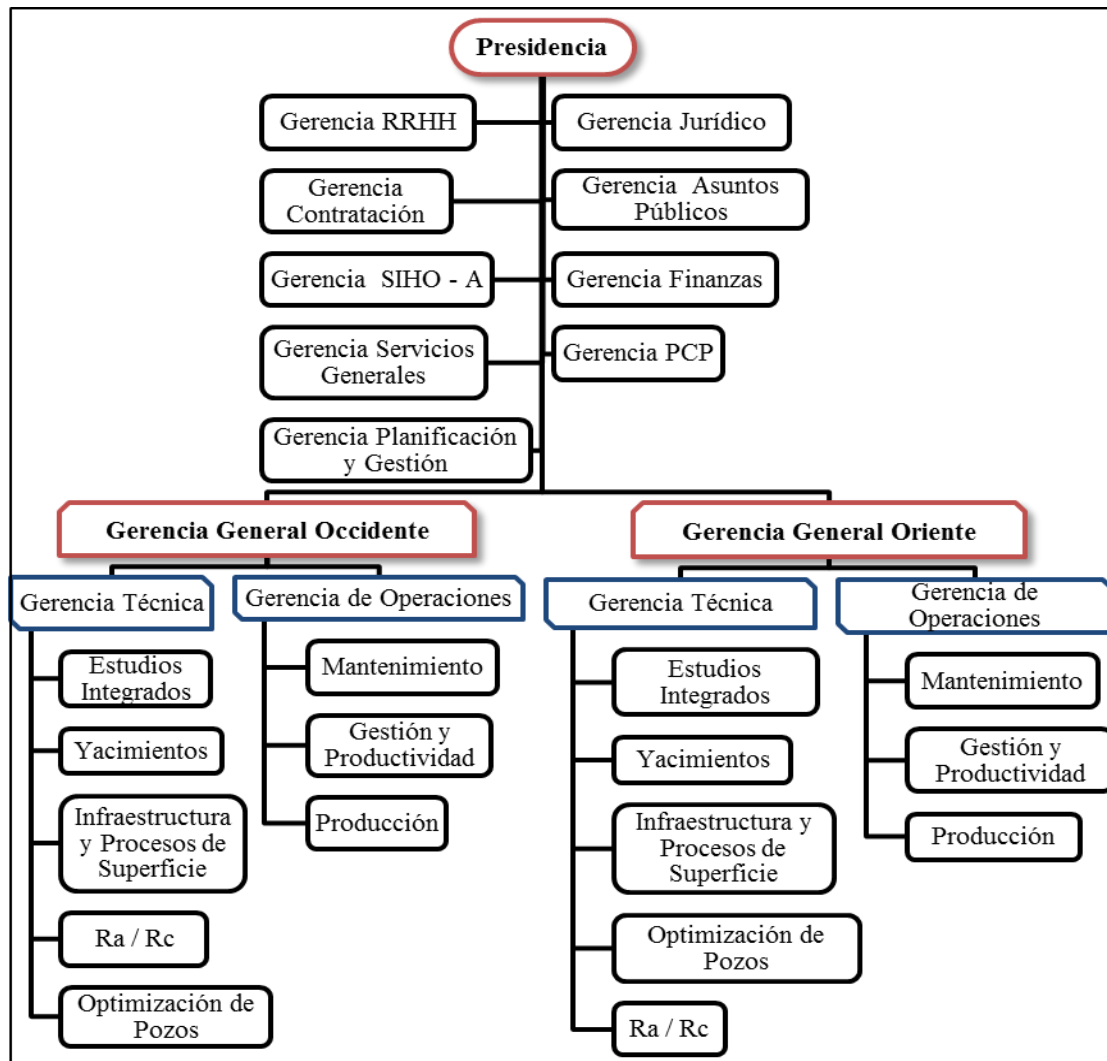 Presidencia
Gerencia RRHH
Gerencia Jurídico
Gerencia
Contratación
Gerencia Asuntos
Públicos
Gerencia SIHO - A
Gerencia Finanzas
Gerencia Servicios
Generales
Gerencia PCP
Gerencia Planificación
y Gestión
Gerencia General Occidente
Gerencia General Oriente
Gerencia Técnica
Gerencia de Operaciones
Gerencia Técnica
Gerencia de
Operaciones
Estudios
Integrados
Yacimientos
Infraestructura
y Procesos de
Superficie
Ra / Rc
Optimización de
Pozos
Mantenimiento
Gestión y
Productividad
Producción
Estudios
Integrados
Yacimientos
Infraestructura y
Procesos de
Superficie
Optimización de
Pozos
Ra / Rc
Mantenimiento
Gestión y
Productividad
Producción